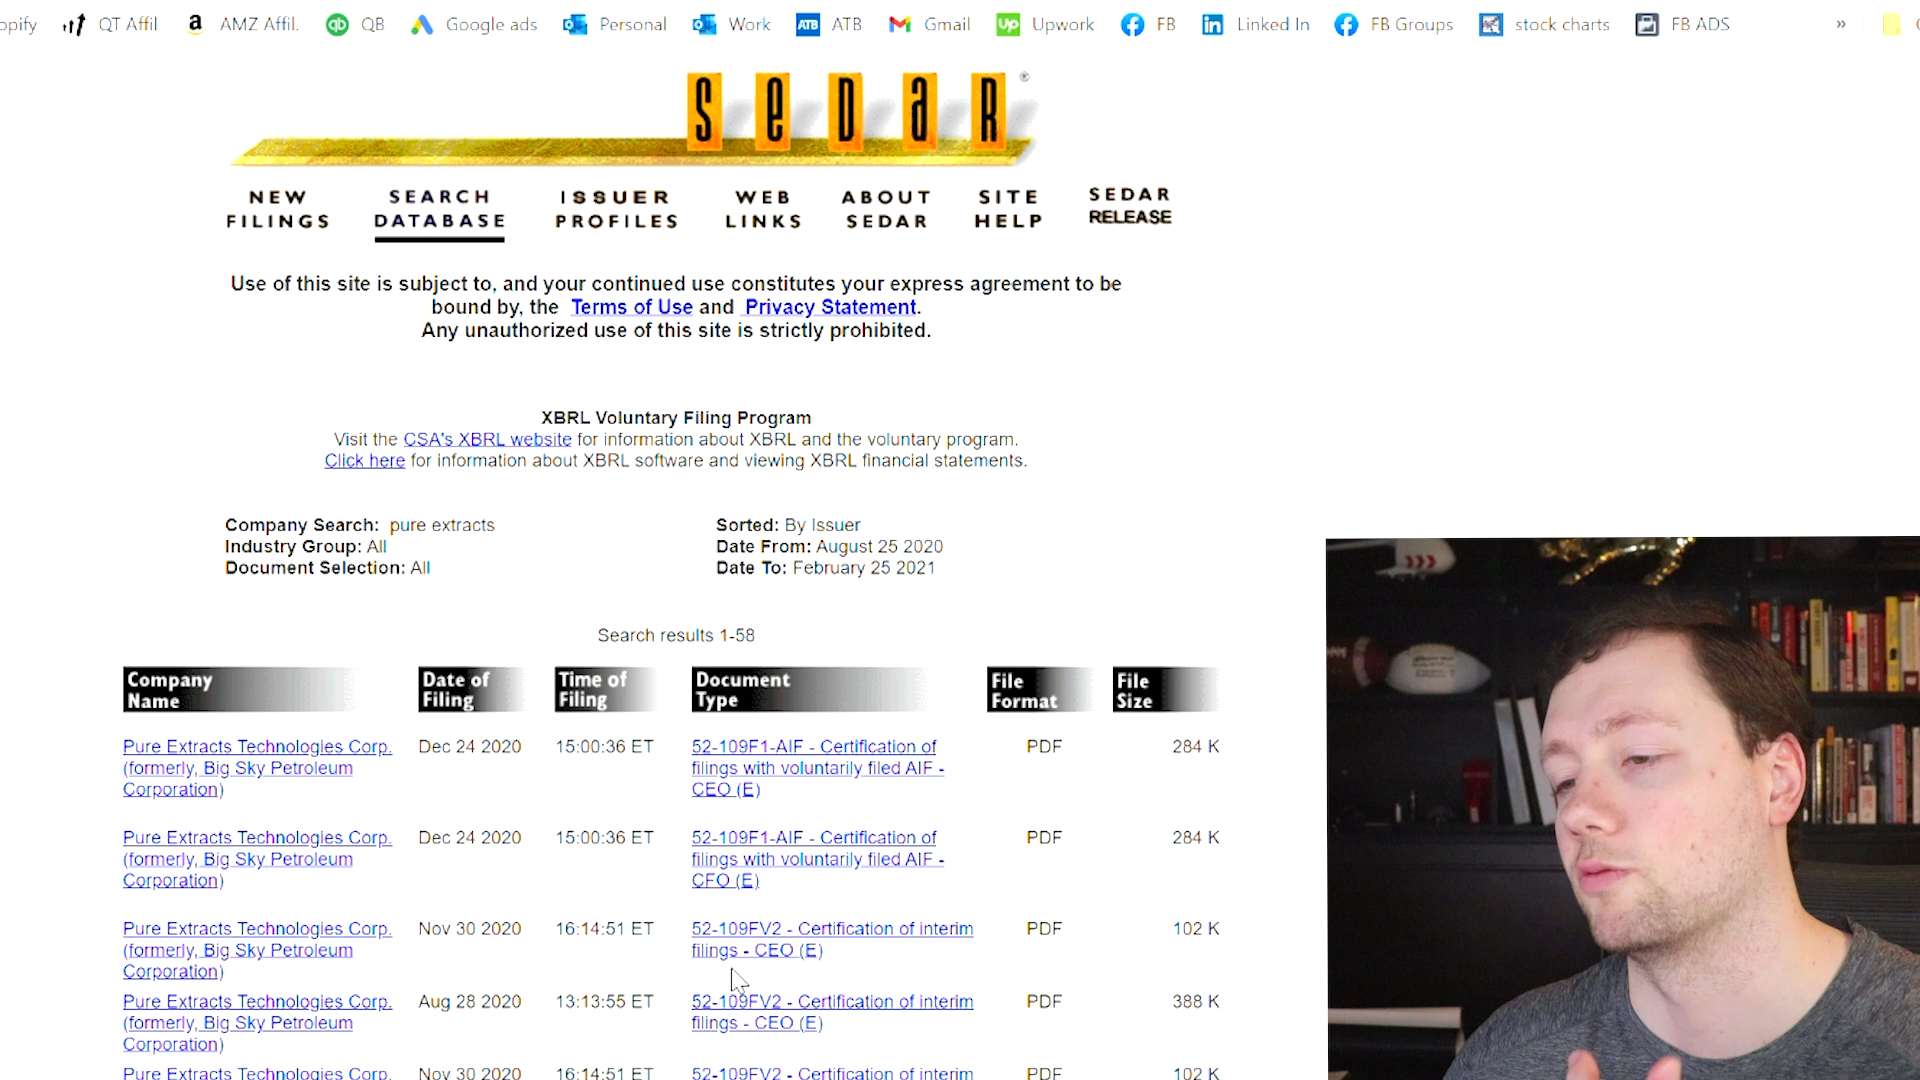 opify QT Affil AMZ Affil. QB Google ads Personal Work ATB ATB Gmail Up Upwork FB Linked In FB Groups stock charts FB ADS »
SeDaR ®
NEW FILINGS
SEARCH DATABASE
ISSUER PROFILES
WEB LINKS
ABOUT SEDAR
SITE HELP
SEDAR RELEASE
Use of this site is subject to, and your continued use constitutes your express agreement to be
bound by, the Terms of Use and Privacy Statement.
Any unauthorized use of this site is strictly prohibited.
XBRL Voluntary Filing Program
Visit the CSA's XBRL website for information about XBRL and the voluntary program.
Click here for information about XBRL software and viewing XBRL financial statements.
Company Search: pure extracts Sorted: By Issuer
Industry Group: All Date From: August 25 2020
Document Selection: All Date To: February 25 2021
Search results 1-58
Company Date of Time of Document File File
Name Filing Filing Type Format Size
Pure Extracts Technologies Corp. Dec 24 2020 15:00:36 ET 52-109F1-AIF - Certification of PDF 284 K
(formerly, Big Sky Petroleum filings with voluntarily filed AIF -
Corporation) CEO (E)
Pure Extracts Technologies Corp. Dec 24 2020 15:00:36 ET 52-109F1-AIF - Certification of PDF 284 K
(formerly, Big Sky Petroleum filings with voluntarily filed AIF -
Corporation) CFO (E)
Pure Extracts Technologies Corp. Nov 30 2020 16:14:51 ET 52-109FV2 - Certification of interim PDF 102 K
(formerly, Big Sky Petroleum filings - CEO (E)
Corporation)
Pure Extracts Technologies Corp. Aug 28 2020 13:13:55 ET 52-109FV2 - Certification of interim PDF 388 K
(formerly, Big Sky Petroleum filings - CEO (E)
Corporation)
Pure Extracts Technologies Corp. Nov 30 2020 16:14:51 ET 52-109FV2 - Certification of interim PDF 102 K